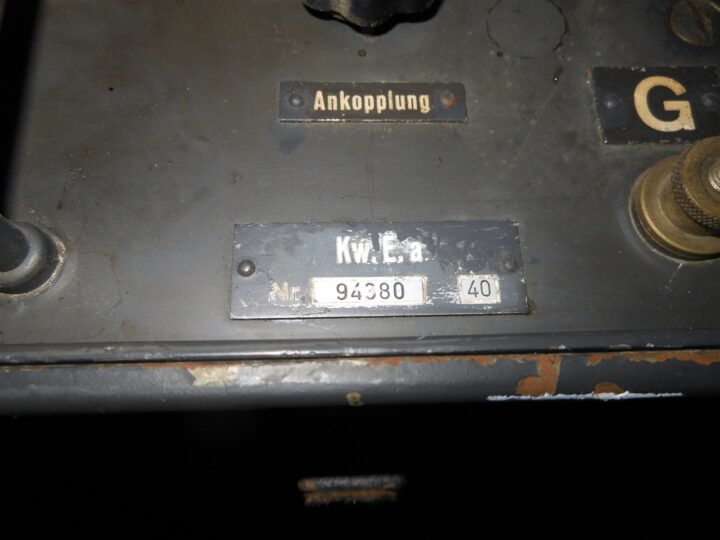 Ankopplung
G
Kw. E. a
Nr. 94380 40